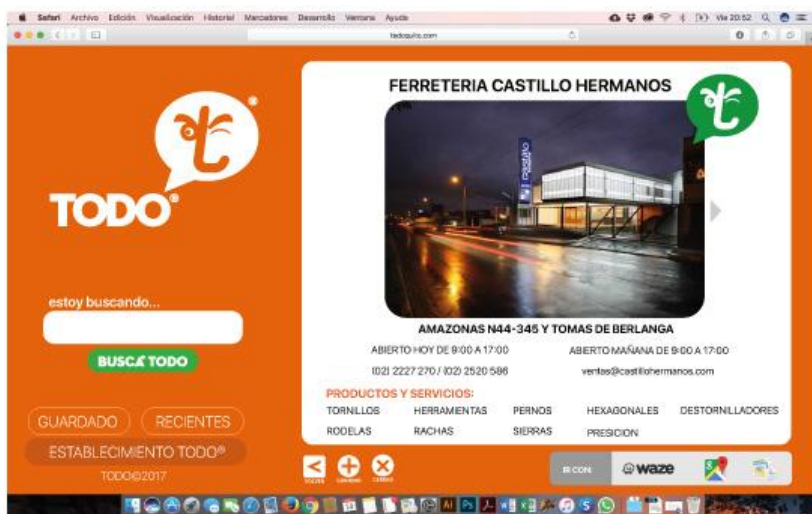 Safari Archivo Edición Visualización Historial Marcadores Desarrollo Ventana Ayuda
Vie 20:52
todoquito.com
FERRETERIA CASTILLO HERMANOS
castillo
TODO®
estoy buscando...
BUSCA TODO
AMAZONAS N44-345 Y TOMAS DE BERLANGA
ABIERTO HOY DE 9:00 A 17:00
ABIERTO MAÑANA DE 9:00 A 17:00
(02) 2227 270 / (02) 2520 586
ventas@castillohermanos.com
PRODUCTOS Y SERVICIOS:
TORNILLOS HERRAMIENTAS PERNOS HEXAGONALES DESTORNILLADORES
RODELAS RACHAS SIERRAS PRESICION
GUARDADO RECIENTES
ESTABLECIMIENTO TODO®
TODO©2017
IR CON waze